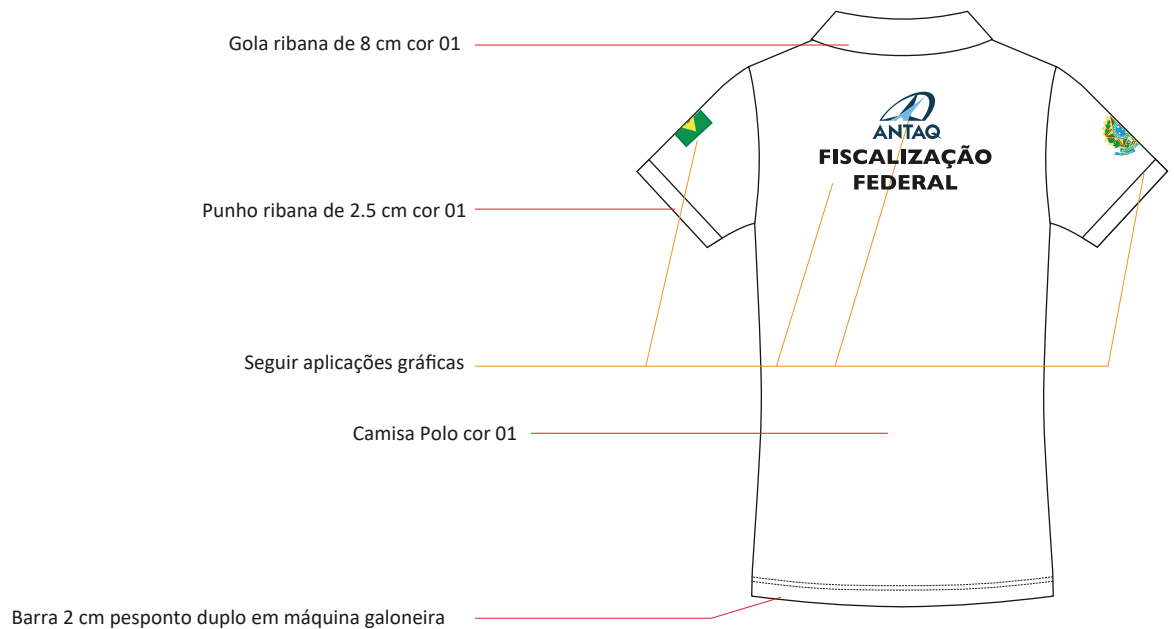 Gola ribana de 8 cm cor 01
ANTAQ
FISCALIZAÇÃO
FEDERAL
Punho ribana de 2.5 cm cor 01
Seguir aplicações gráficas
Camisa Polo cor 01
Barra 2 cm pesponto duplo em máquina galoneira